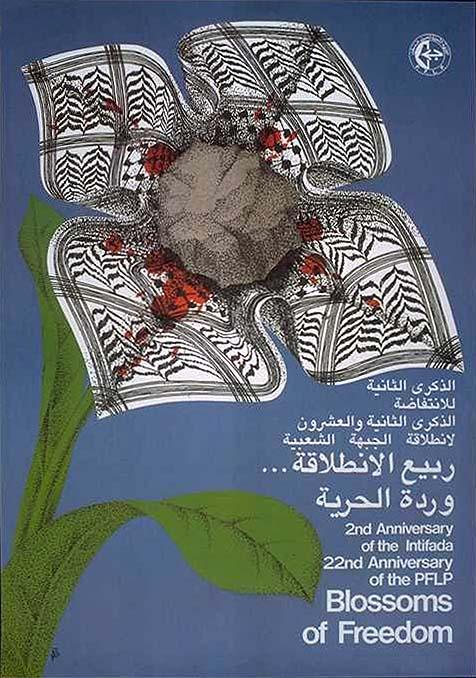 الذكرى الثانية
للانتفاضة
الذكرى الثانية والعشرون
لانطلاقة الجبهة الشعبية
ربيع الانطلاقة...
وردة الحرية
2nd Anniversary
of the Intifada
22nd Anniversary
of the PFLP
Blossoms
of Freedom